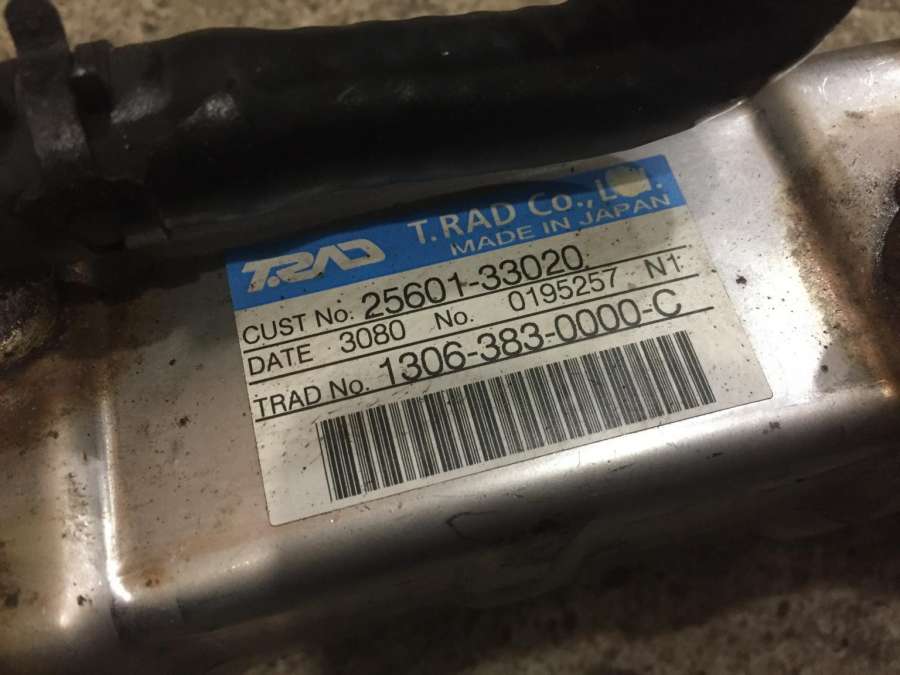 T.RAD T.RAD Co.,
MADE IN JAPAN
CUST No. 25601-33020
DATE 3080 No. 0195257 N1
TRAD No. 1306-383-0000-C